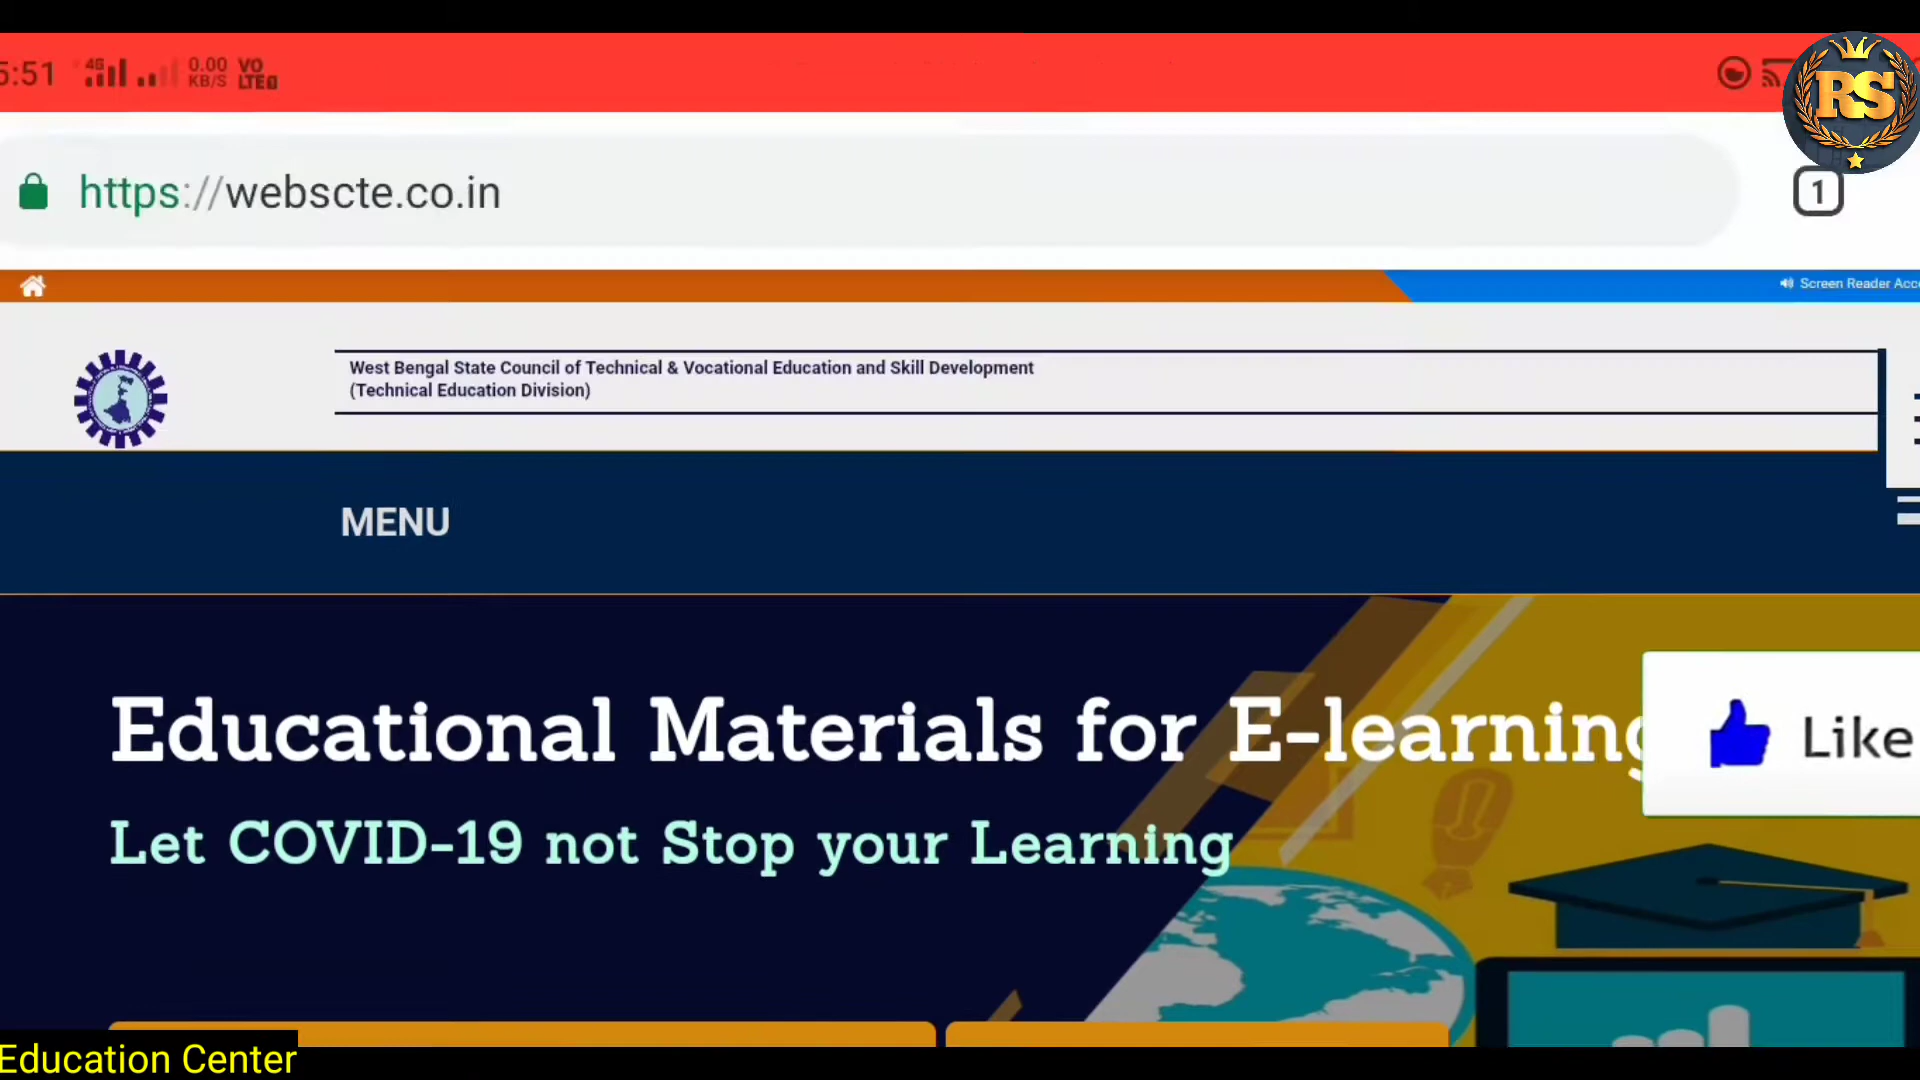 5:51 4G 0.00 KB/S VO LTE
RS
https://webscte.co.in
1
Screen Reader Acc
West Bengal State Council of Technical & Vocational Education and Skill Development
(Technical Education Division)
MENU
Educational Materials for E-learning
Let COVID-19 not Stop your Learning
Like
Education Center